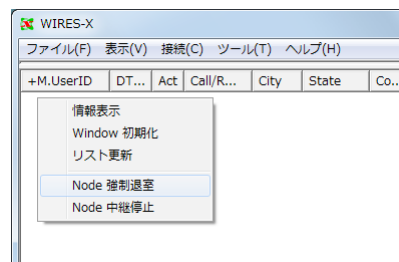 WIRES-X
ファイル(F) 表示(V) 接続(C) ツール(T) ヘルプ(H)
+M.UserID DT... Act Call/R... City State Co..
情報表示
Window 初期化
リスト更新
Node 強制退室
Node 中継停止